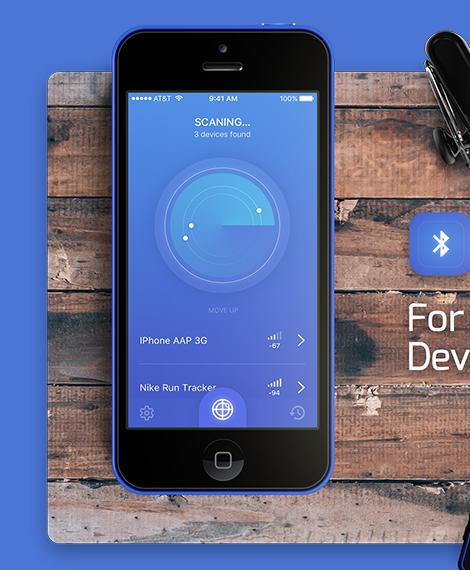 AT&T 9:41 AM 100%
SCANING...
3 devices found
MOVE UP
IPhone AAP 3G
-67
Nike Run Tracker
-94
For
Dev